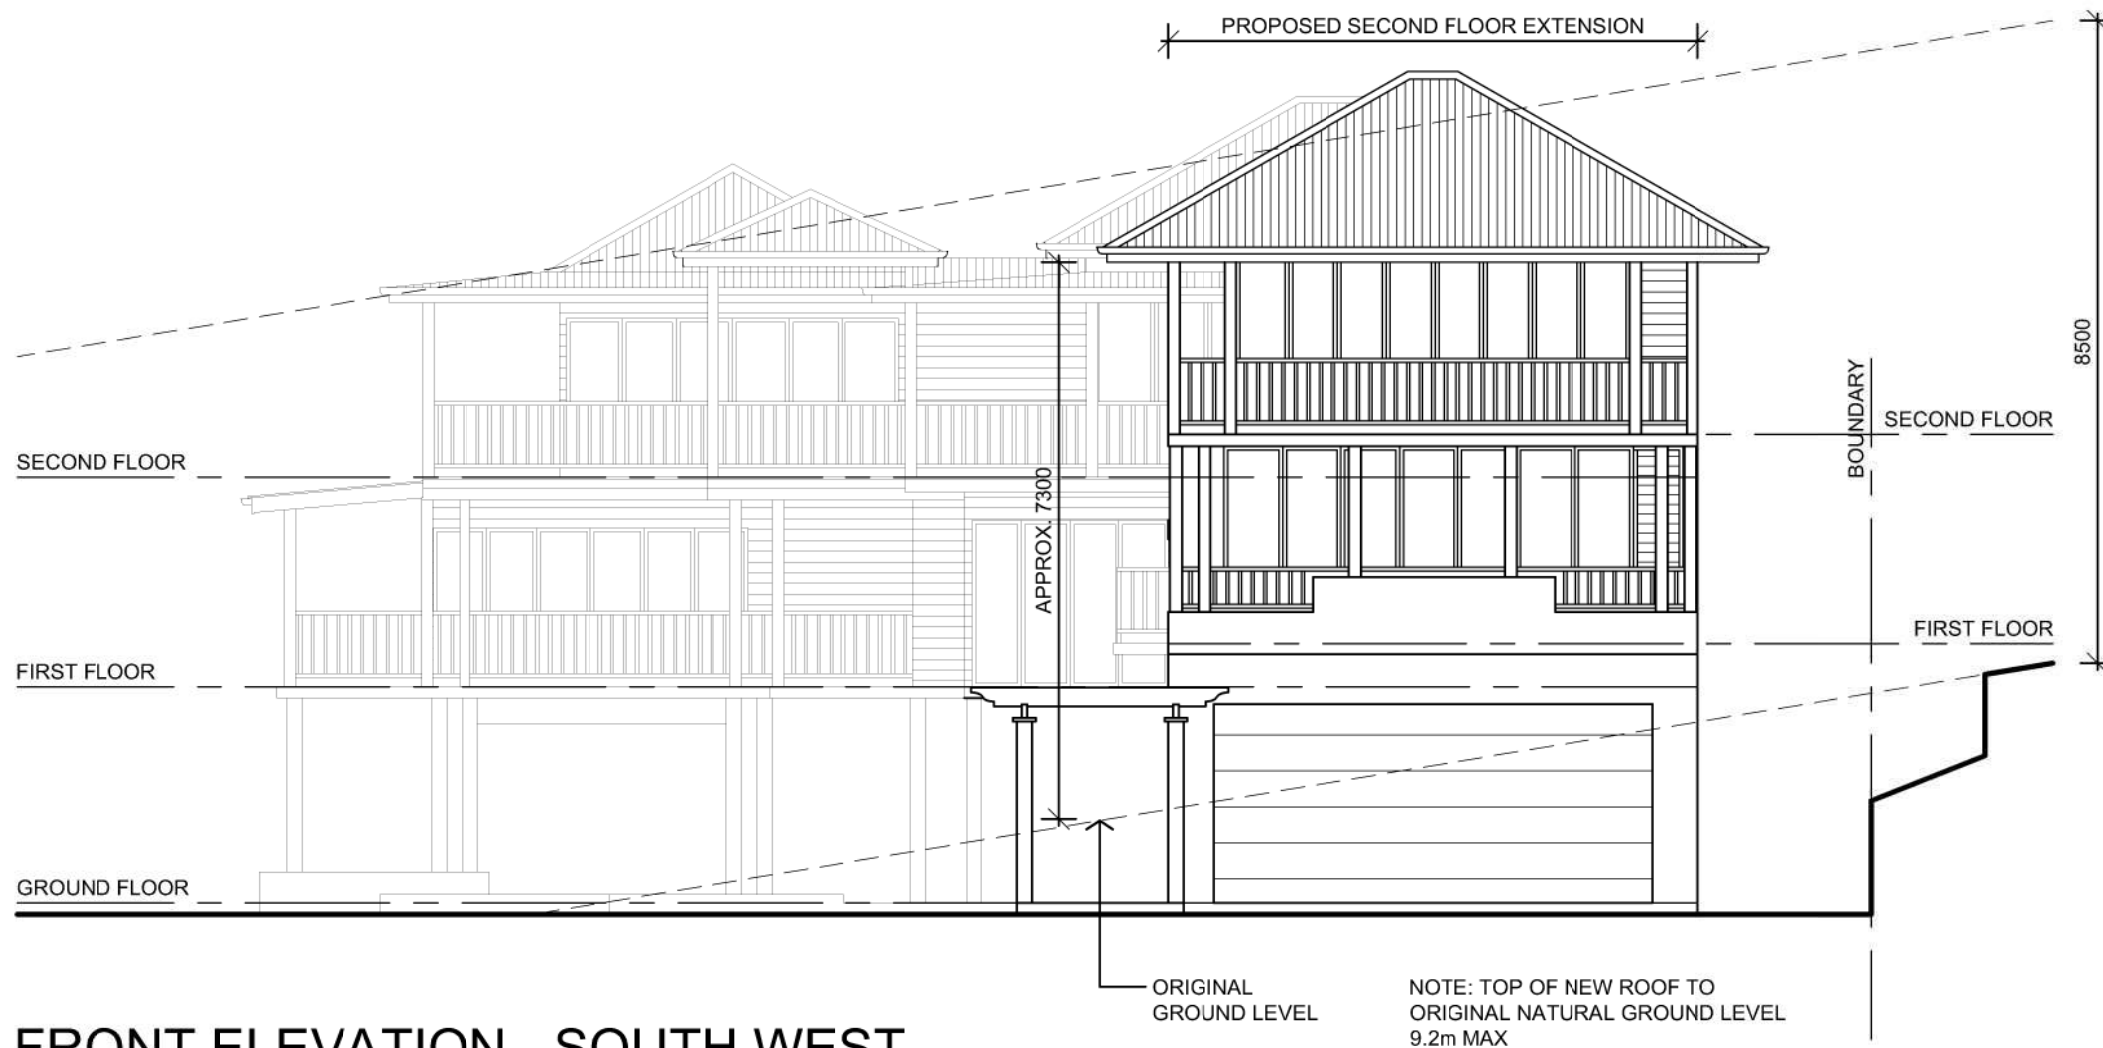 PROPOSED SECOND FLOOR EXTENSION
8500
BOUNDARY
SECOND FLOOR
SECOND FLOOR
APPROX. 7300
FIRST FLOOR
FIRST FLOOR
GROUND FLOOR
ORIGINAL
GROUND LEVEL
NOTE: TOP OF NEW ROOF TO
ORIGINAL NATURAL GROUND LEVEL
9.2m MAX
FRONT ELEVATION - SOUTH WEST